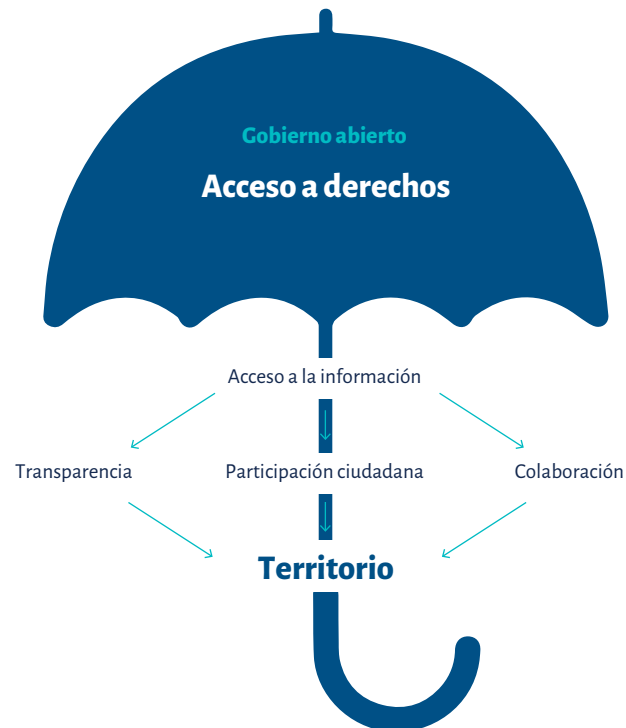 Gobierno abierto
Acceso a derechos
Acceso a la información
Transparencia
Participación ciudadana
Colaboración
Territorio